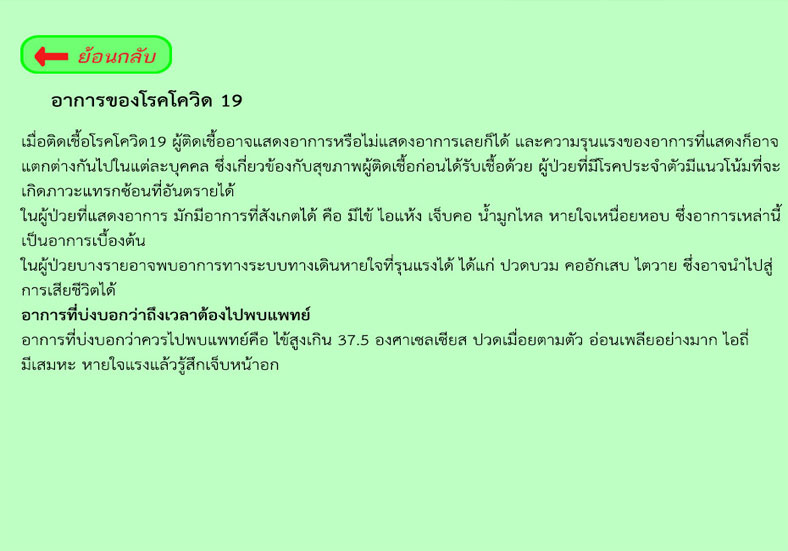 ย้อนกลับ
อาการของโรคโควิด 19
เมื่อติดเชื้อโรคโควิด19 ผู้ติดเชื้ออาจแสดงอาการหรือไม่แสดงอาการเลยก็ได้ และความรุนแรงของอาการที่แสดงก็อาจ
แตกต่างกันไปในแต่ละบุคคล ซึ่งเกี่ยวข้องกับสุขภาพผู้ติดเชื้อก่อนได้รับเชื้อด้วย ผู้ป่วยที่มีโรคประจำตัวมีแนวโน้มที่จะ
เกิดภาวะแทรกซ้อนที่อันตรายได้
ในผู้ป่วยที่แสดงอาการ มักมีอาการที่สังเกตได้ คือ มีไข้ ไอแห้ง เจ็บคอ น้ำมูกไหล หายใจเหนื่อยหอบ ซึ่งอาการเหล่านี้
เป็นอาการเบื้องต้น
ในผู้ป่วยบางรายอาจพบอาการทางระบบทางเดินหายใจที่รุนแรงได้ ได้แก่ ปวดบวม คออักเสบ ไตวาย ซึ่งอาจนำไปสู่
การเสียชีวิตได้
อาการที่บ่งบอกว่าถึงเวลาต้องไปพบแพทย์
อาการที่บ่งบอกว่าควรไปพบแพทย์คือ ไข้สูงเกิน 37.5 องศาเซลเซียส ปวดเมื่อยตามตัว อ่อนเพลียอย่างมาก ไอถี่
มีเสมหะ หายใจแรงแล้วรู้สึกเจ็บหน้าอก